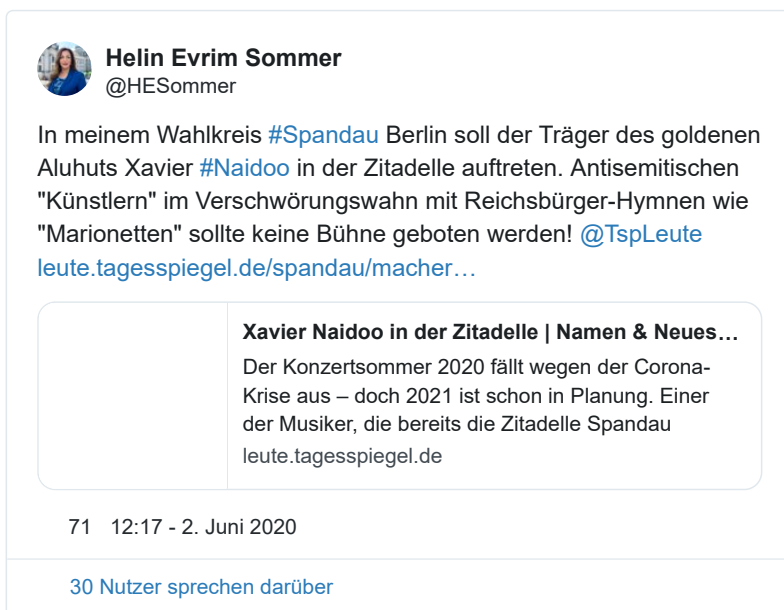 Helin Evrim Sommer
@HESommer
In meinem Wahlkreis #Spandau Berlin soll der Träger des goldenen
Aluhuts Xavier #Naidoo in der Zitadelle auftreten. Antisemitischen
"Künstlern" im Verschwörungswahn mit Reichsbürger-Hymnen wie
"Marionetten" sollte keine Bühne geboten werden! @TspLeute
leute.tagesspiegel.de/spandau/macher…
Xavier Naidoo in der Zitadelle | Namen & Neues…
Der Konzertsommer 2020 fällt wegen der Corona-
Krise aus – doch 2021 ist schon in Planung. Einer
der Musiker, die bereits die Zitadelle Spandau
leute.tagesspiegel.de
71 12:17 - 2. Juni 2020
30 Nutzer sprechen darüber